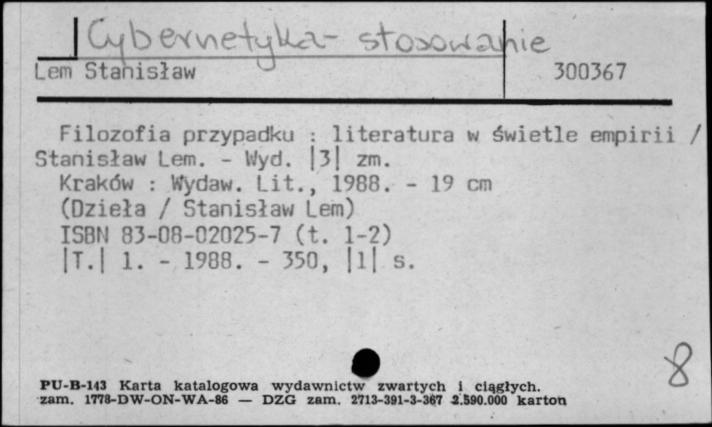 Cybernetyka - stosowanie
Lem Stanisław 300367
Filozofia przypadku : literatura w świetle empirii /
Stanisław Lem. - Wyd. |3| zm.
Kraków : Wydaw. Lit., 1988. - 19 cm
(Dzieła / Stanisław Lem)
ISBN 83-08-02025-7 (t. 1-2)
|T.| 1. - 1988. - 350, |1| s.
8
PU-B-143 Karta katalogowa wydawnictw zwartych i ciągłych.
zam. 1778-DW-ON-WA-86 — DZG zam. 2713-391-3-367 2.590.000 karton